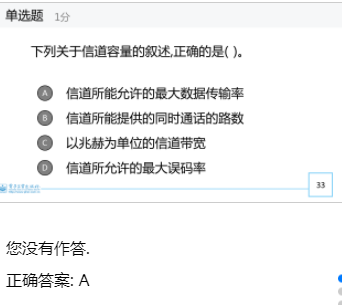 单选题 1分
下列关于信道容量的叙述,正确的是( )。
A 信道所能允许的最大数据传输率
B 信道所能提供的同时通话的路数
C 以兆赫为单位的信道带宽
D 信道所允许的最大误码率
33
您没有作答.
正确答案: A